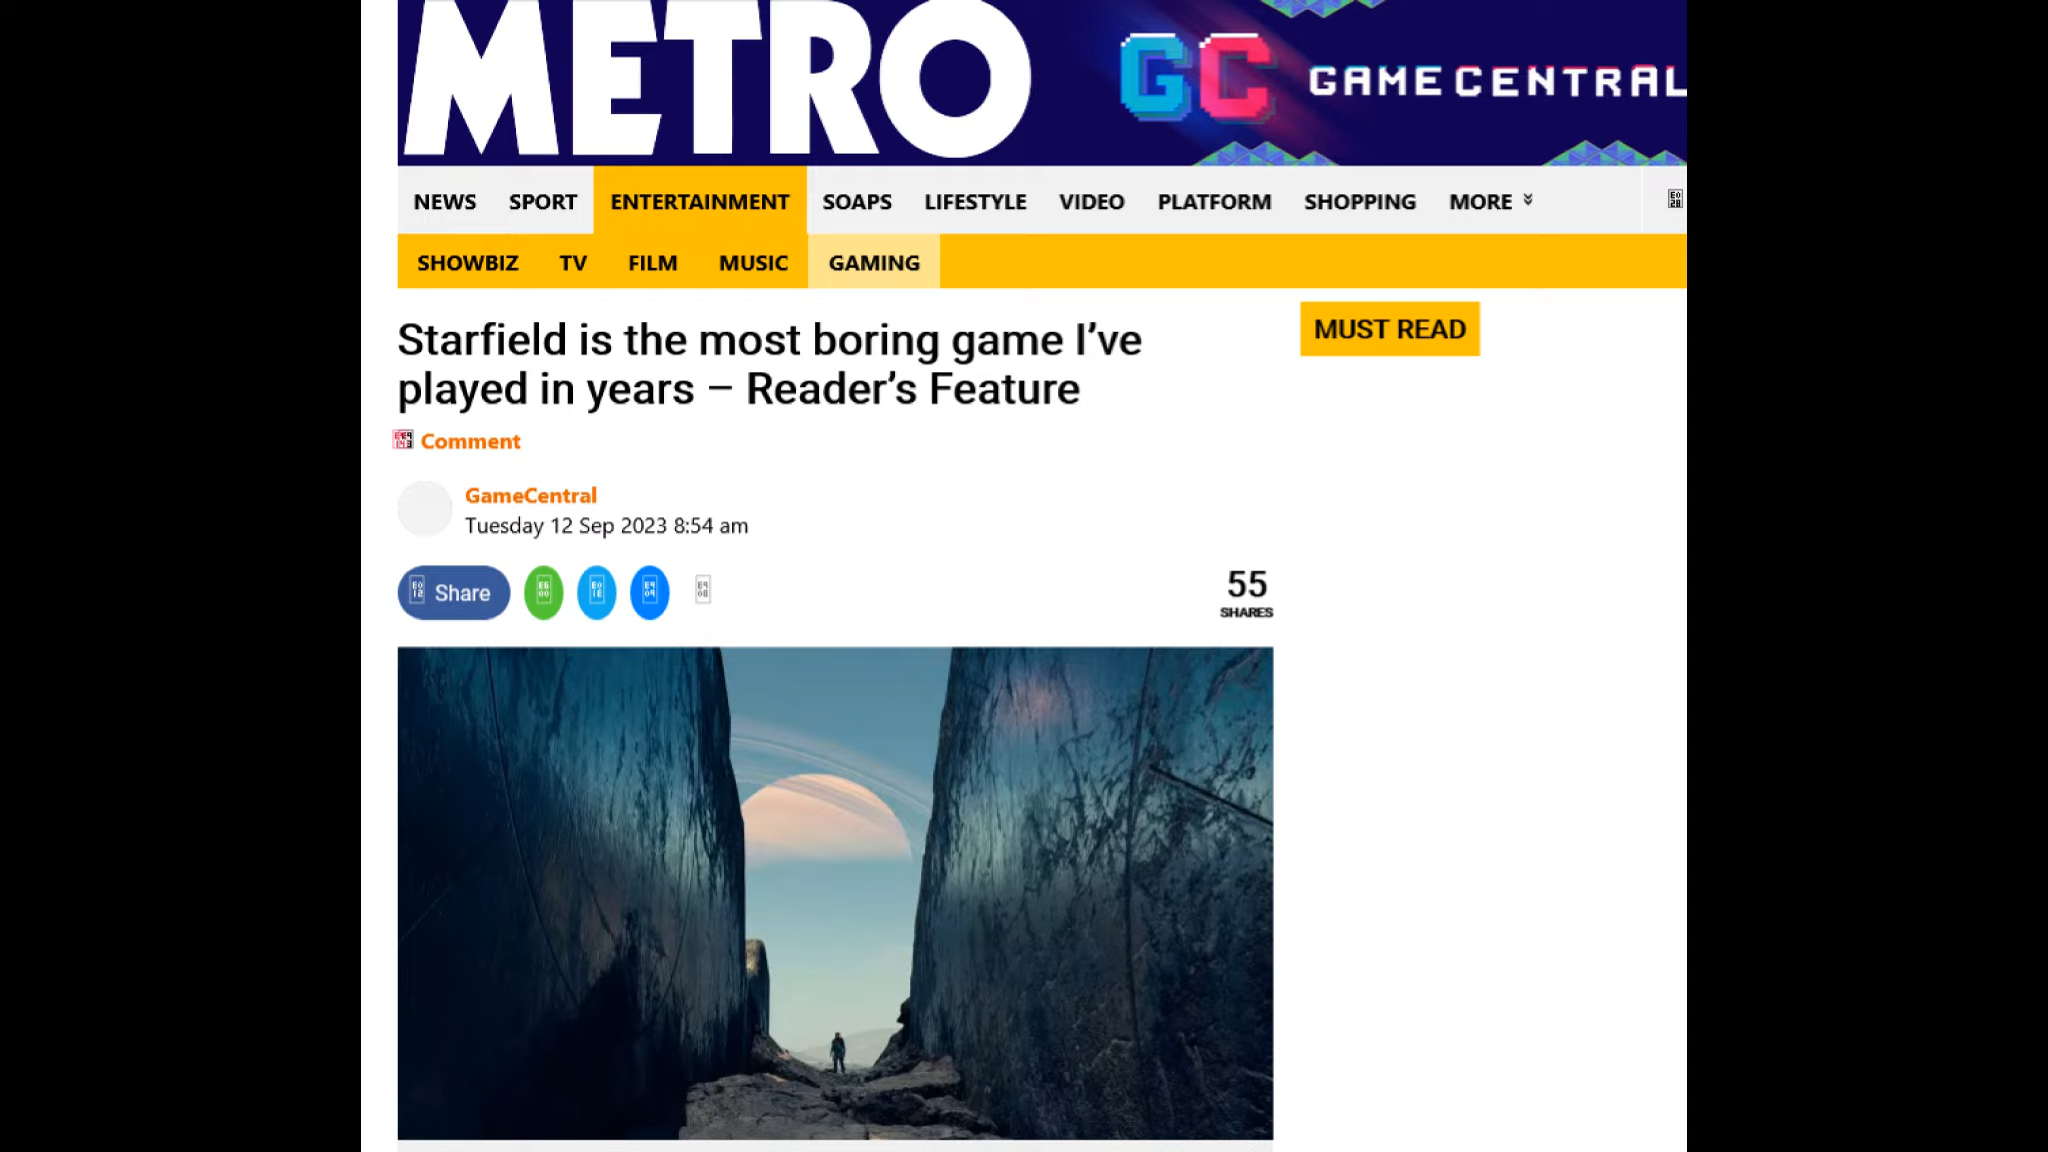 METRO
GC GAMECENTRAL
NEWS SPORT ENTERTAINMENT SOAPS LIFESTYLE VIDEO PLATFORM SHOPPING MORE
SHOWBIZ TV FILM MUSIC GAMING
Starfield is the most boring game I’ve
played in years – Reader’s Feature
MUST READ
Comment
GameCentral
Tuesday 12 Sep 2023 8:54 am
Share
55
SHARES